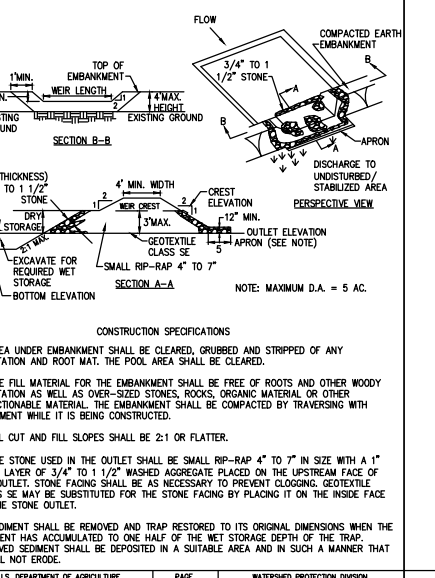 FLOW
COMPACTED EARTH
EMBANKMENT
B
3/4" TO 1
1/2" STONE
A
B
A
APRON
DISCHARGE TO
UNDISTURBED/
STABILIZED AREA
PERSPECTIVE VIEW
1'MIN.
TOP OF
EMBANKMENT
WEIR LENGTH
N.
1
2
4'MAX.
HEIGHT
STING
UND
EXISTING GROUND
SECTION B-B
THICKNESS)
TO 1 1/2"
STONE
DRY
STORAGE
2:1 MAX.
4' MIN. WIDTH
2
1
WEIR CREST
2
1
3'MAX.
CREST
ELEVATION
12" MIN.
OUTLET ELEVATION
5
APRON (SEE NOTE)
GEOTEXTILE
CLASS SE
EXCAVATE FOR
REQUIRED WET
STORAGE
SMALL RIP-RAP 4" TO 7"
BOTTOM ELEVATION
SECTION A-A
NOTE: MAXIMUM D.A. = 5 AC.
CONSTRUCTION SPECIFICATIONS
EA UNDER EMBANKMENT SHALL BE CLEARED, GRUBBED AND STRIPPED OF ANY
TATION AND ROOT MAT. THE POOL AREA SHALL BE CLEARED.
E FILL MATERIAL FOR THE EMBANKMENT SHALL BE FREE OF ROOTS AND OTHER WOODY
TATION AS WELL AS OVER-SIZED STONES, ROCKS, ORGANIC MATERIAL OR OTHER
CTIONABLE MATERIAL. THE EMBANKMENT SHALL BE COMPACTED BY TRAVERSING WITH
MENT WHILE IT IS BEING CONSTRUCTED.
L CUT AND FILL SLOPES SHALL BE 2:1 OR FLATTER.
E STONE USED IN THE OUTLET SHALL BE SMALL RIP-RAP 4" TO 7" IN SIZE WITH A 1"
LAYER OF 3/4" TO 1 1/2" WASHED AGGREGATE PLACED ON THE UPSTREAM FACE OF
OUTLET. STONE FACING SHALL BE AS NECESSARY TO PREVENT CLOGGING. GEOTEXTILE
S SE MAY BE SUBSTITUTED FOR THE STONE FACING BY PLACING IT ON THE INSIDE FACE
HE STONE OUTLET.
EDIMENT SHALL BE REMOVED AND TRAP RESTORED TO ITS ORIGINAL DIMENSIONS WHEN THE
ENT HAS ACCUMULATED TO ONE HALF OF THE WET STORAGE DEPTH OF THE TRAP.
VED SEDIMENT SHALL BE DEPOSITED IN A SUITABLE AREA AND IN SUCH A MANNER THAT
L NOT ERODE.
U.S. DEPARTMENT OF AGRICULTURE PAGE WATERSHED PROTECTION DIVISION